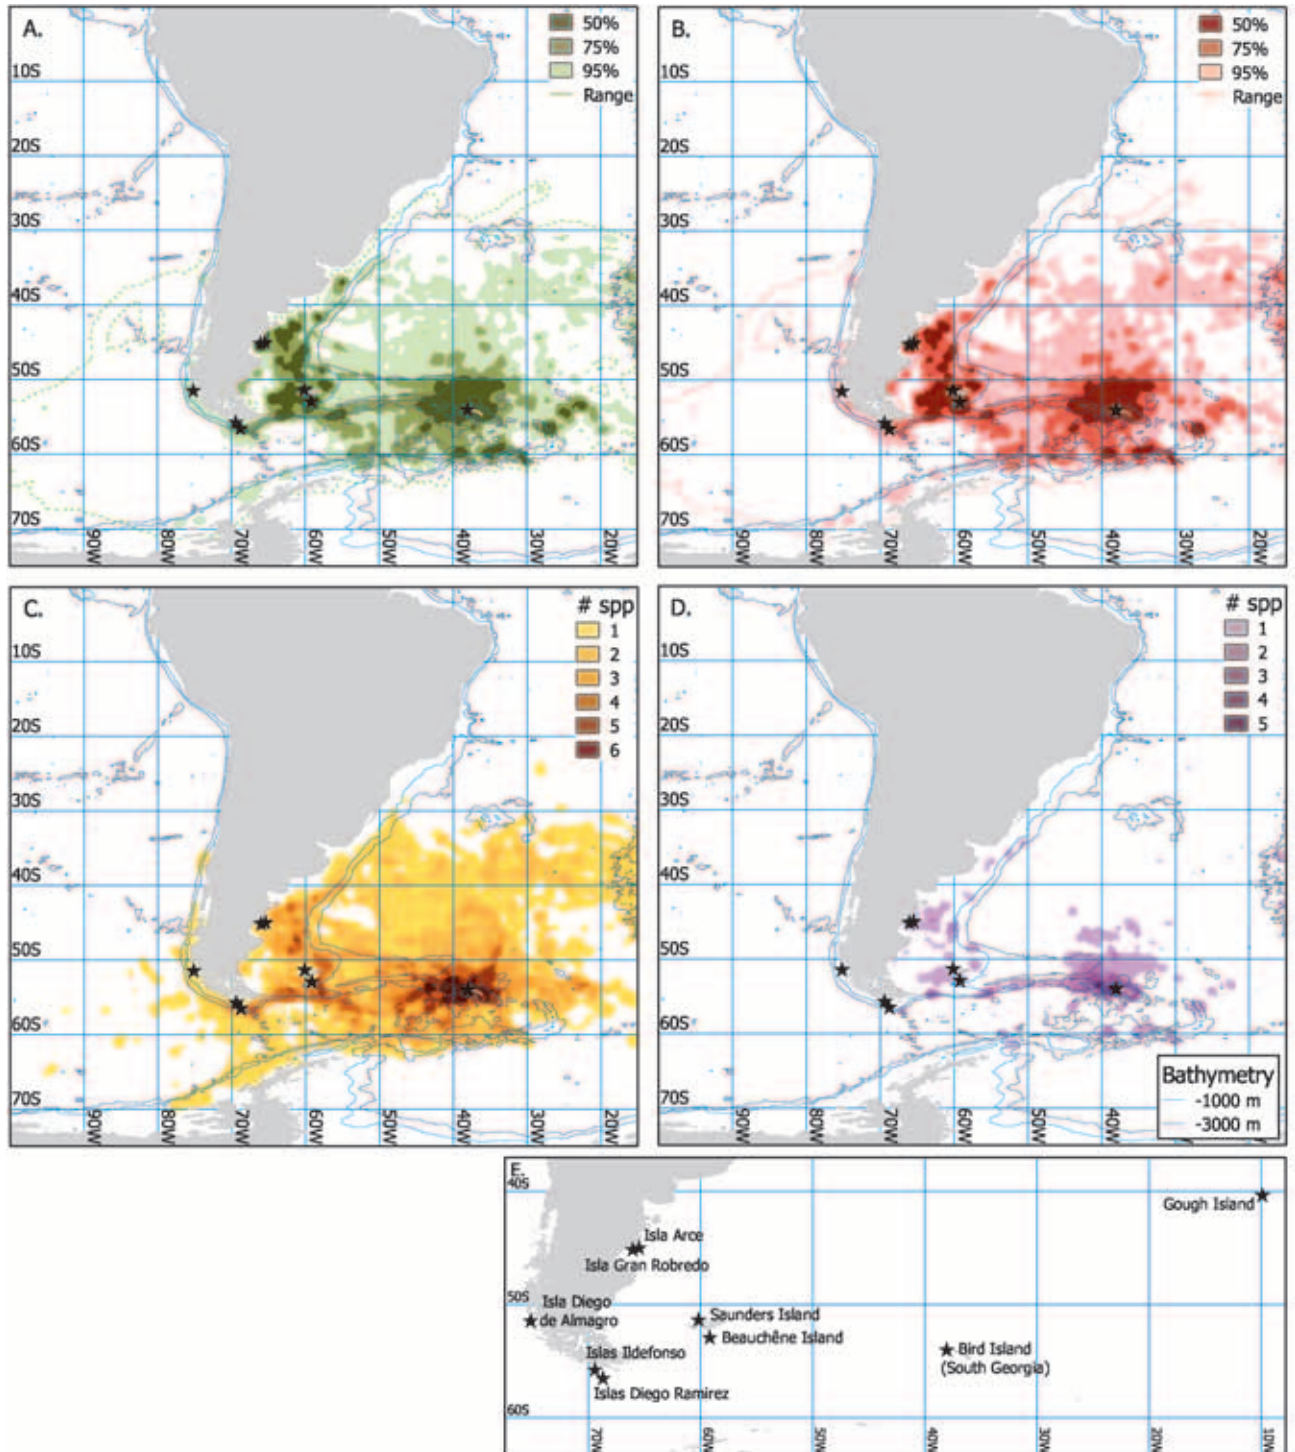 A.
50%
75%
95%
Range
10S
20S
30S
40S
50S
60S
70S
90W
80W
70W
60W
50W
40W
30W
20W
B.
50%
75%
95%
Range
10S
20S
30S
40S
50S
60S
70S
90W
80W
70W
60W
50W
40W
30W
20W
C.
# spp
1
2
3
4
5
6
10S
20S
30S
40S
50S
60S
70S
90W
80W
70W
60W
50W
40W
30W
20W
D.
# spp
1
2
3
4
5
10S
20S
30S
40S
50S
60S
70S
90W
80W
70W
60W
50W
40W
Bathymetry
-1000 m
-3000 m
E.
40S
Gough Island
Isla Arce
Isla Gran Robredo
50S
Isla Diego
de Almagro
Saunders Island
Beauchêne Island
Islas Ildefonso
Bird Island
(South Georgia)
Islas Diego Ramirez
60S
70W
60W
50W
40W
30W
20W
10W